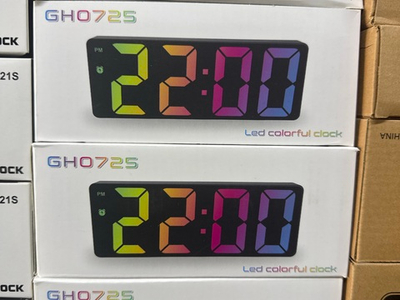 GH0725
PM
22:00
Led colorful clock
OCK
21S
GH0725
PM
22:00
Led colorful clock
OCK
21S
OCK
GH0725
HINA